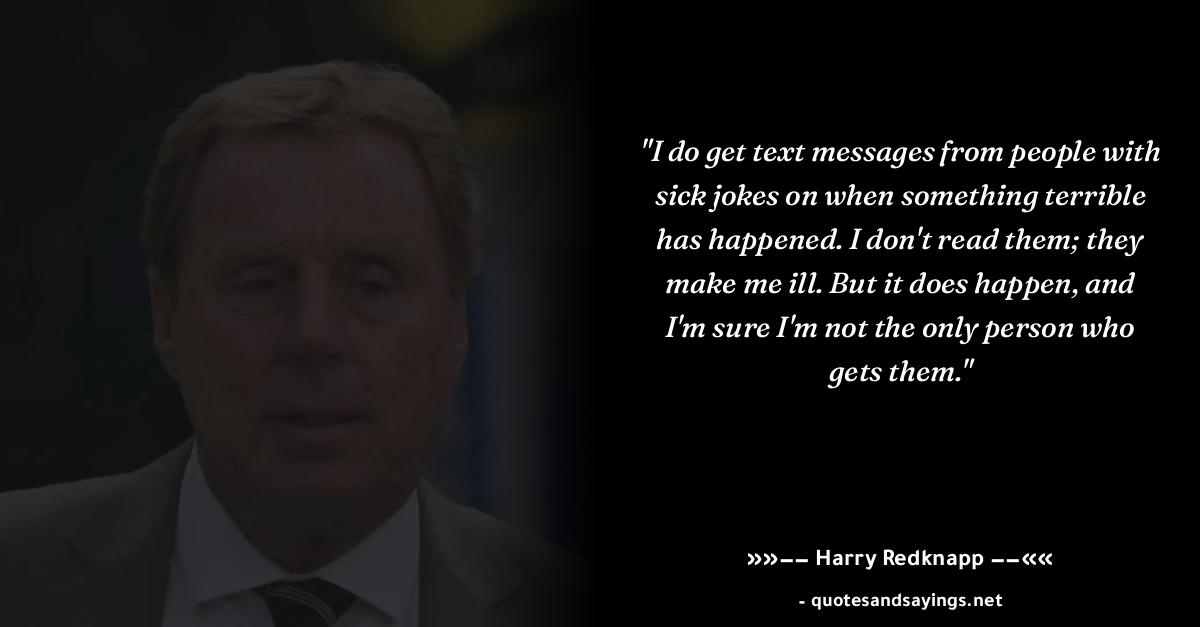 "I do get text messages from people with
sick jokes on when something terrible
has happened. I don't read them; they
make me ill. But it does happen, and
I'm sure I'm not the only person who
gets them."
»»−− Harry Redknapp −−««
- quotesandsayings.net